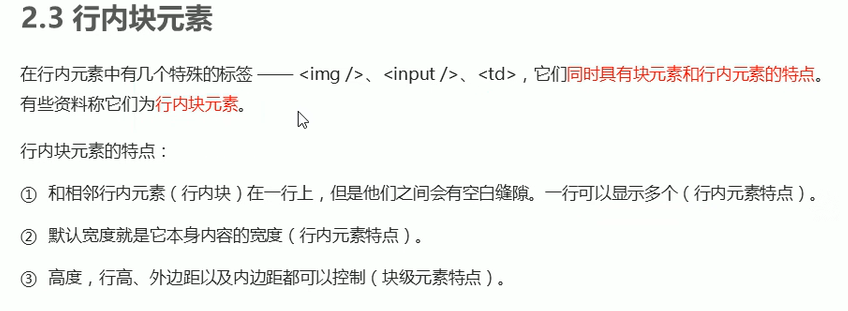 2.3 行内块元素
在行内元素中有几个特殊的标签 —— <img />、<input />、<td>，它们同时具有块元素和行内元素的特点。
有些资料称它们为行内块元素。
行内块元素的特点：
① 和相邻行内元素（行内块）在一行上，但是他们之间会有空白缝隙。一行可以显示多个（行内元素特点）。
② 默认宽度就是它本身内容的宽度（行内元素特点）。
③ 高度，行高、外边距以及内边距都可以控制（块级元素特点）。